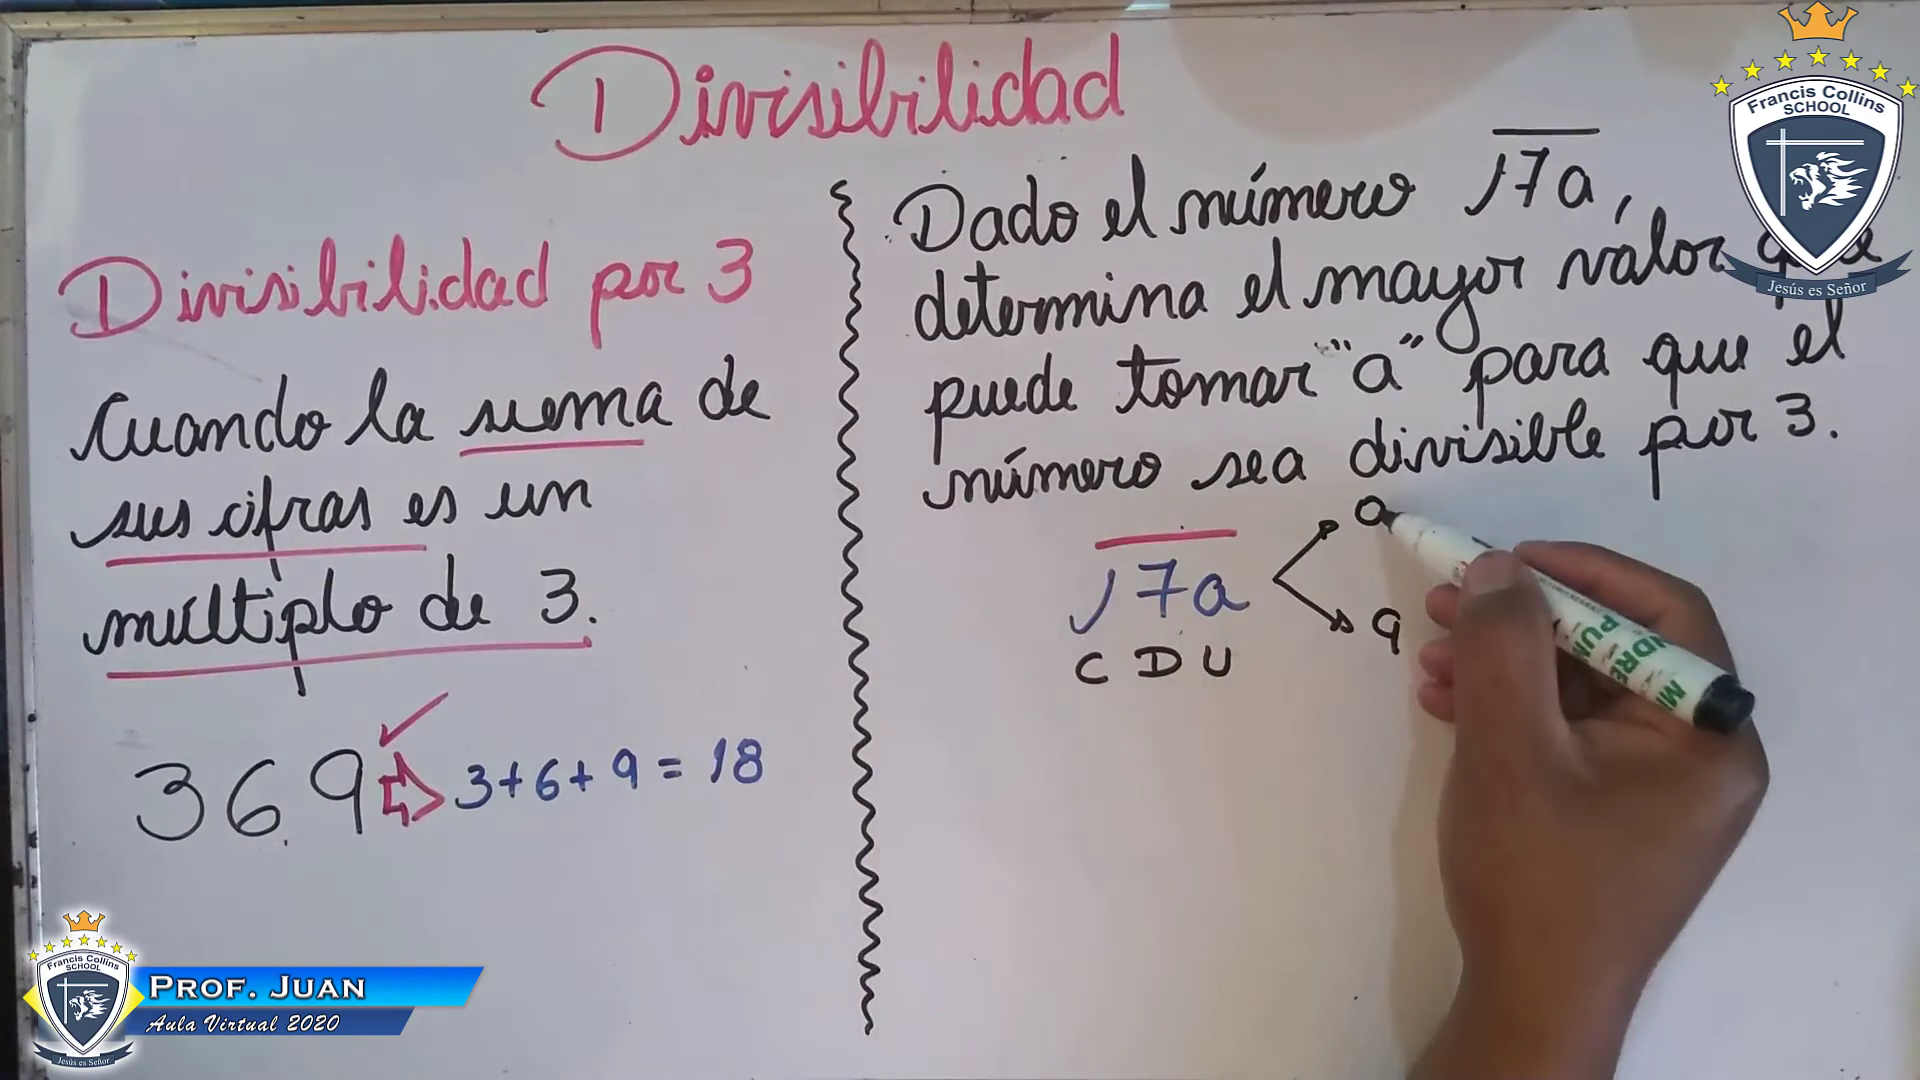 Divisibilidad
Divisibilidad por 3
Cuando la suma de
sus cifras es un
múltiplo de 3.
369 3+6+9 = 18
Dado el número 17a,
determina el mayor valor que
puede tomar "a" para que el
número sea divisible por 3.
17a
C D U
9
Francis Collins
SCHOOL
Jesús es Señor
Francis Collins
SCHOOL
Jesús es Señor
PROF. JUAN
Aula Virtual 2020